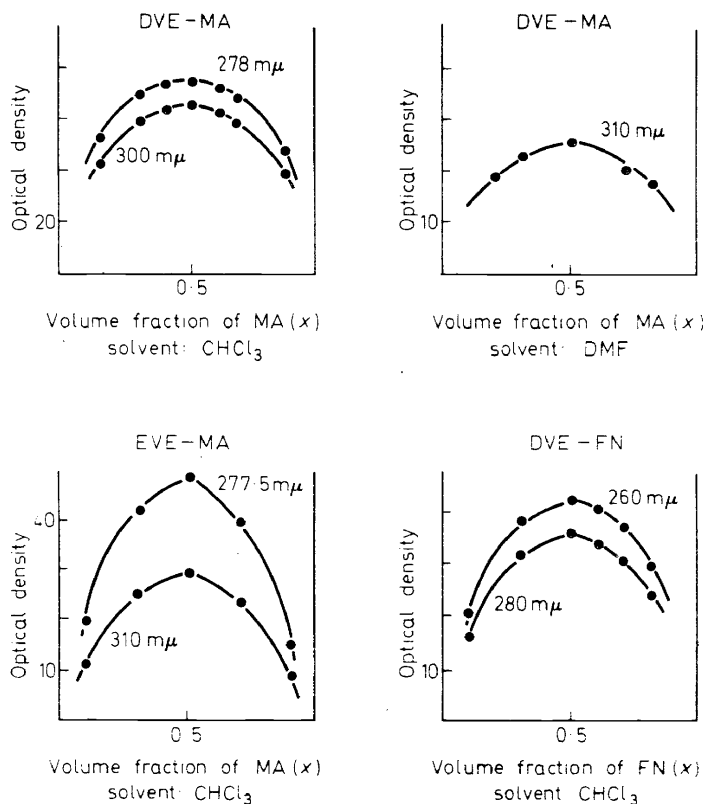 DVE-MA
278 mμ
300 mμ
Optical density
20
0·5
Volume fraction of MA (x)
solvent: CHCl₃
DVE-MA
310 mμ
Optical density
10
0·5
Volume fraction of MA (x)
solvent: DMF
EVE-MA
277·5 mμ
310 mμ
Optical density
10
0·5
Volume fraction of MA (x)
solvent: CHCl₃
DVE-FN
260 mμ
280 mμ
Optical density
10
0·5
Volume fraction of FN (x)
solvent: CHCl₃